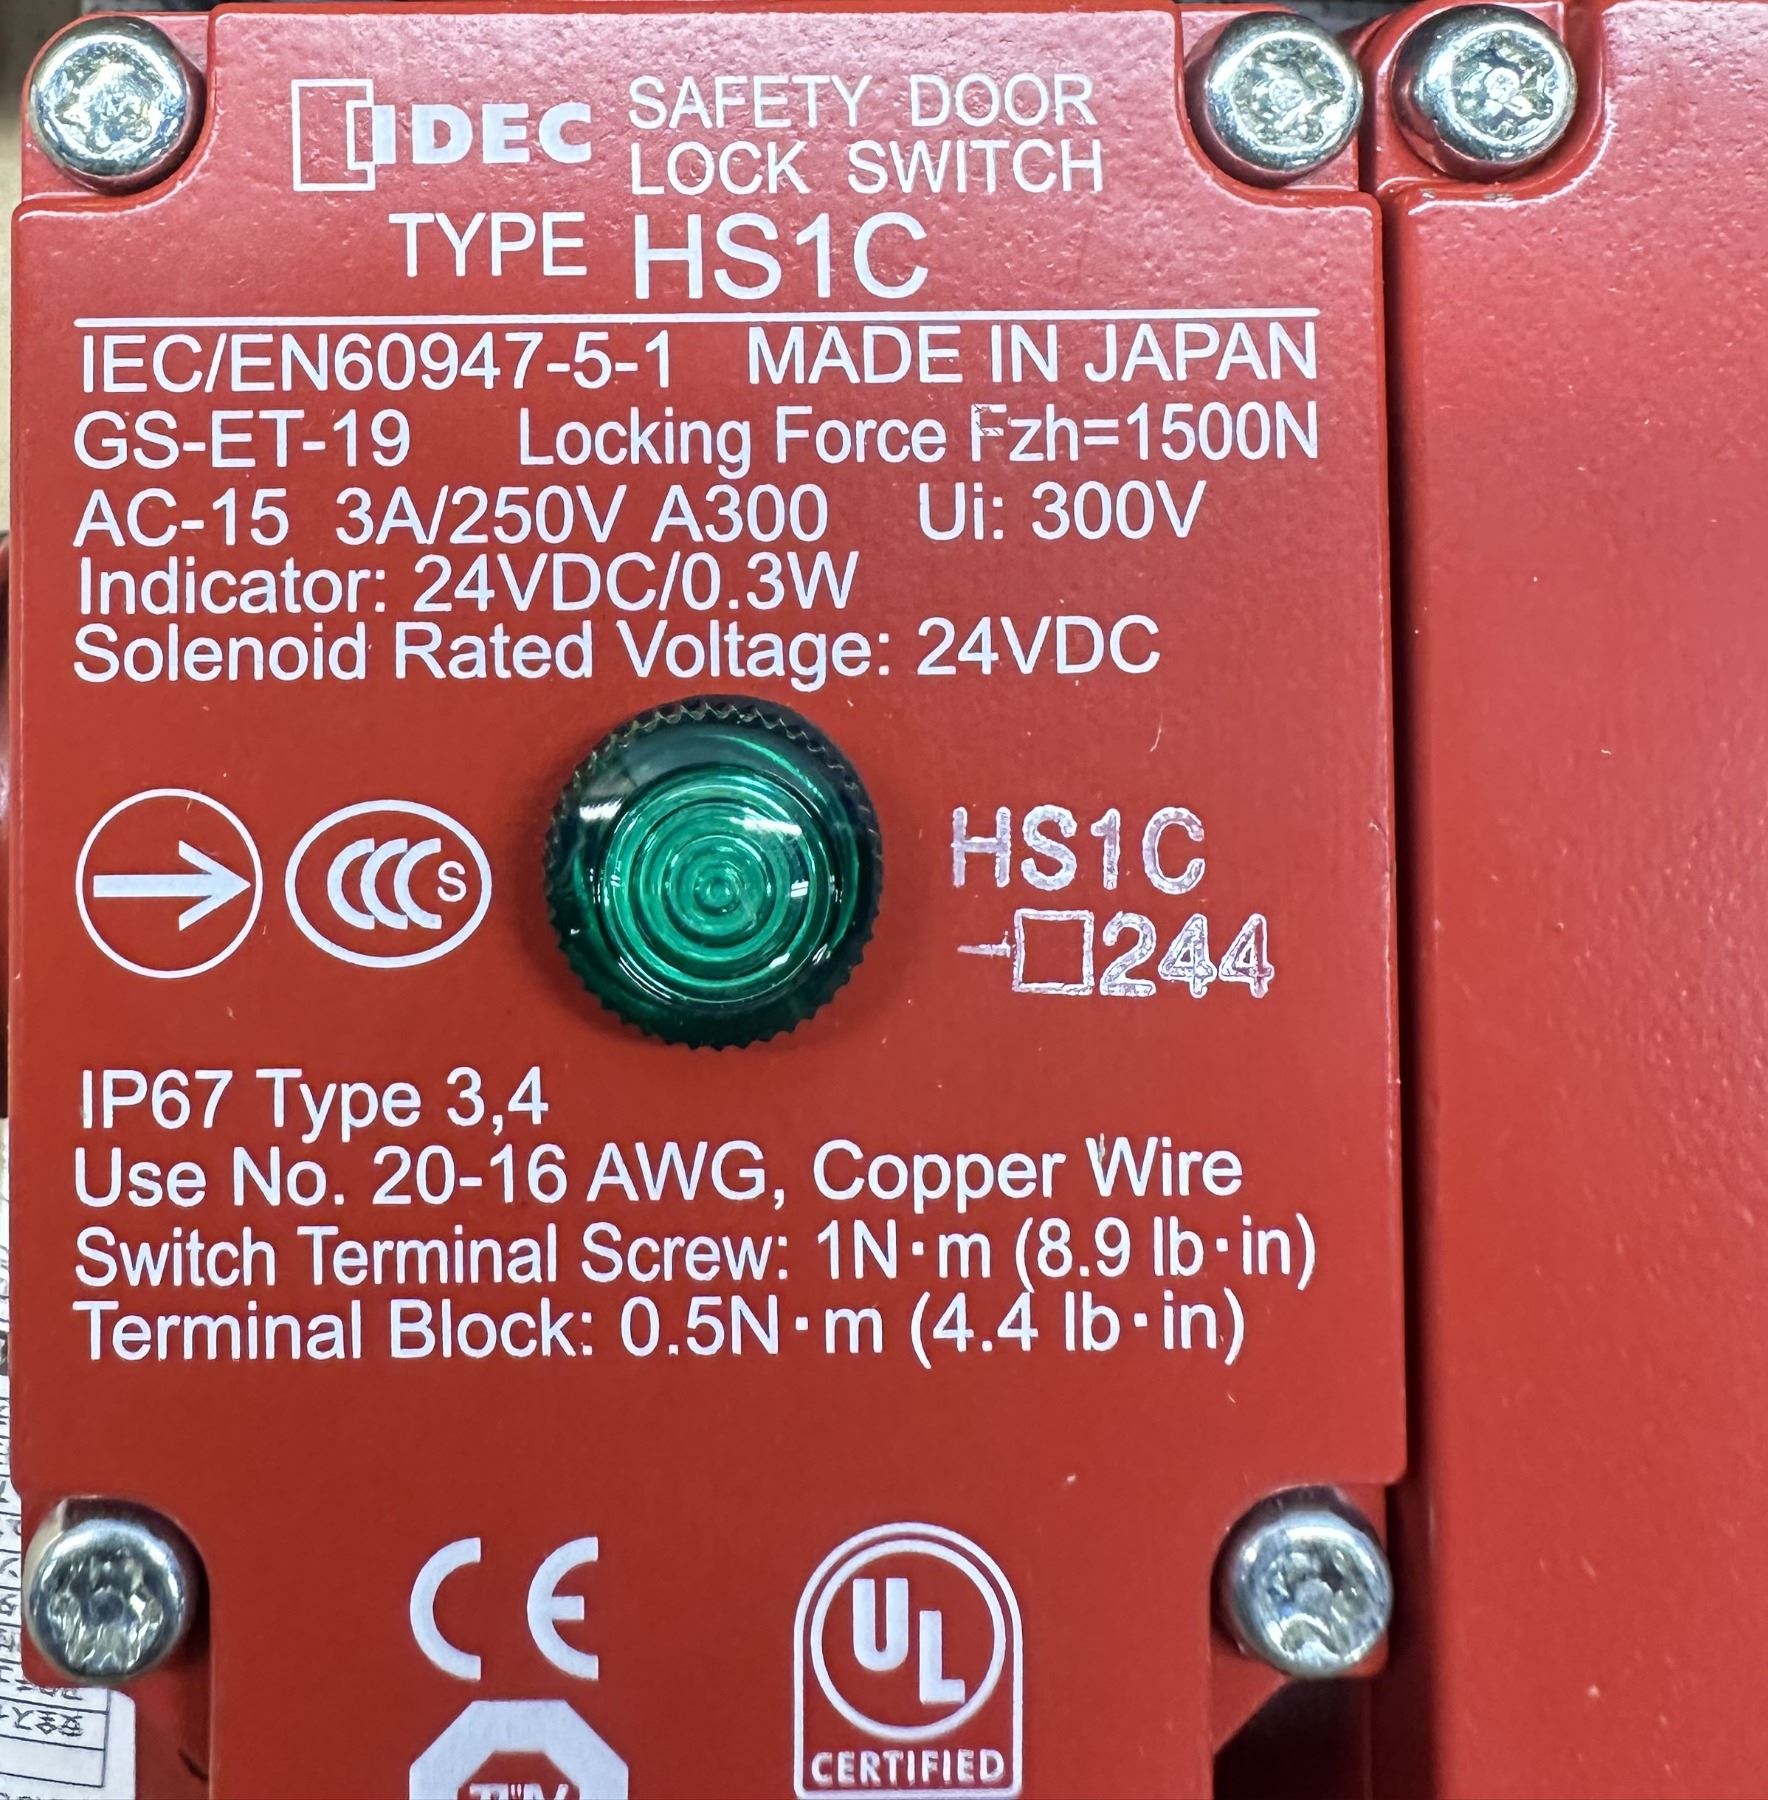 IDEC SAFETY DOOR
LOCK SWITCH
TYPE HS1C
IEC/EN60947-5-1 MADE IN JAPAN
GS-ET-19 Locking Force Fzh=1500N
AC-15 3A/250V A300 Ui: 300V
Indicator: 24VDC/0.3W
Solenoid Rated Voltage: 24VDC
CCC S
HS1C
-□244
IP67 Type 3,4
Use No. 20-16 AWG, Copper Wire
Switch Terminal Screw: 1N·m (8.9 lb·in)
Terminal Block: 0.5N·m (4.4 lb·in)
CE
UL
CERTIFIED
TÜV